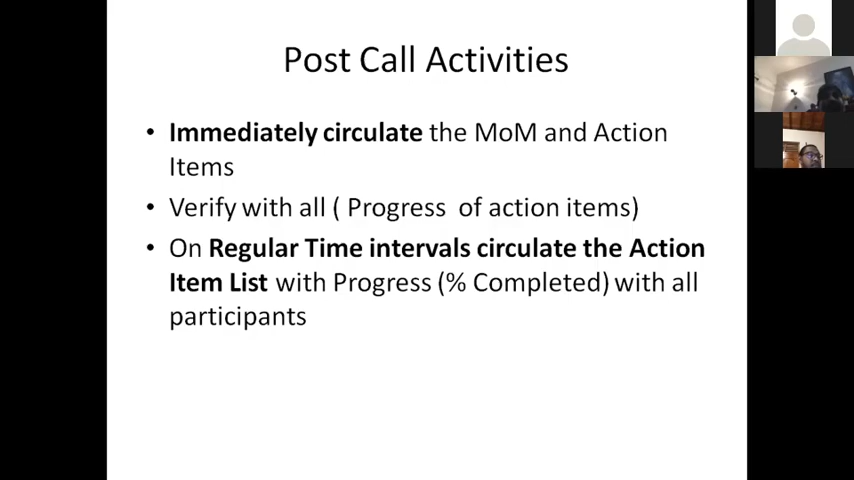 Post Call Activities
• Immediately circulate the MoM and Action
Items
• Verify with all ( Progress of action items)
• On Regular Time intervals circulate the Action
Item List with Progress (% Completed) with all
participants